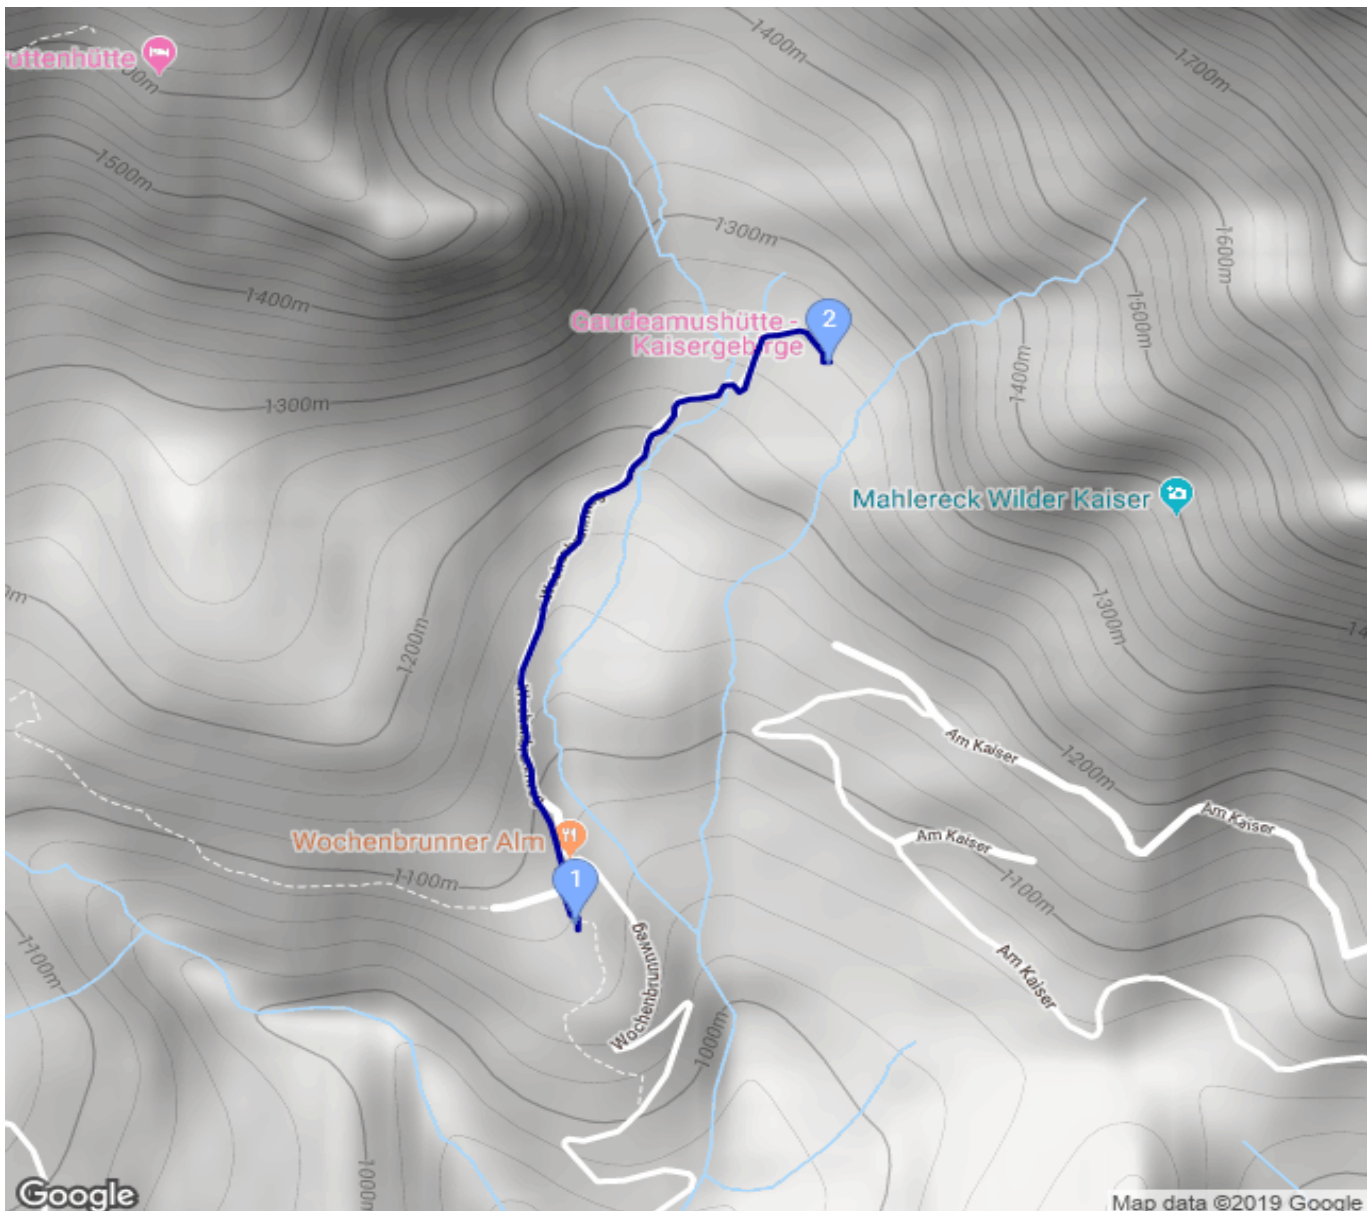 1400m
1700m
uttenhütte
1500m
1300m
1600m
1400m
1500m
Gaudeamushütte -
Kaisergebirge
2
1300m
1400m
Mahlereck Wilder Kaiser
1300m
1200m
Am Kaiser
1200m
Am Kaiser
Am Kaiser
Wochenbrunner Alm
1
1100m
1100m
1100m
Wochenbrunnweg
Am Kaiser
1000m
1000m
Google
Map data ©2019 Google